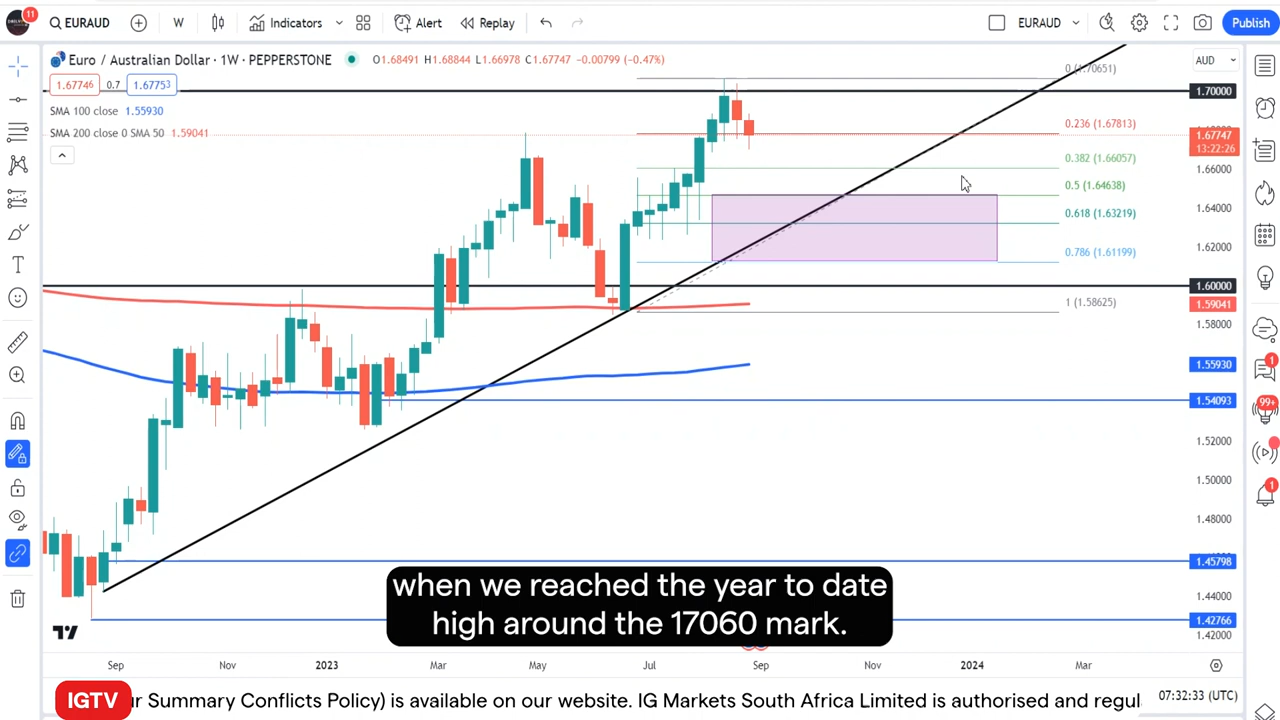 11
EURAUD
W
Indicators
Alert
Replay
EURAUD
Publish
Euro / Australian Dollar · 1W · PEPPERSTONE
O1.68491 H1.68844 L1.66978 C1.67747 −0.00799 (−0.47%)
AUD
1.67746 0.7 1.67753
SMA 100 close 1.55930
SMA 200 close 0 SMA 50 1.59041
0 (1.70651)
1.70000
0.236 (1.67813)
1.67747
13:22:26
0.382 (1.66057)
1.66000
0.5 (1.64638)
1.64000
0.618 (1.63219)
1.62000
0.786 (1.61199)
1.60000
1 (1.58625)
1.59041
1.58000
1.55930
1.54093
1.52000
1.50000
1.48000
1.45798
1.44000
1.42766
1.42000
1
99+
1
when we reached the year to date
high around the 17060 mark.
Sep Nov 2023 Mar May Jul Sep Nov 2024 Mar
IGTV
r Summary Conflicts Policy) is available on our website. IG Markets South Africa Limited is authorised and regul
07:32:33 (UTC)